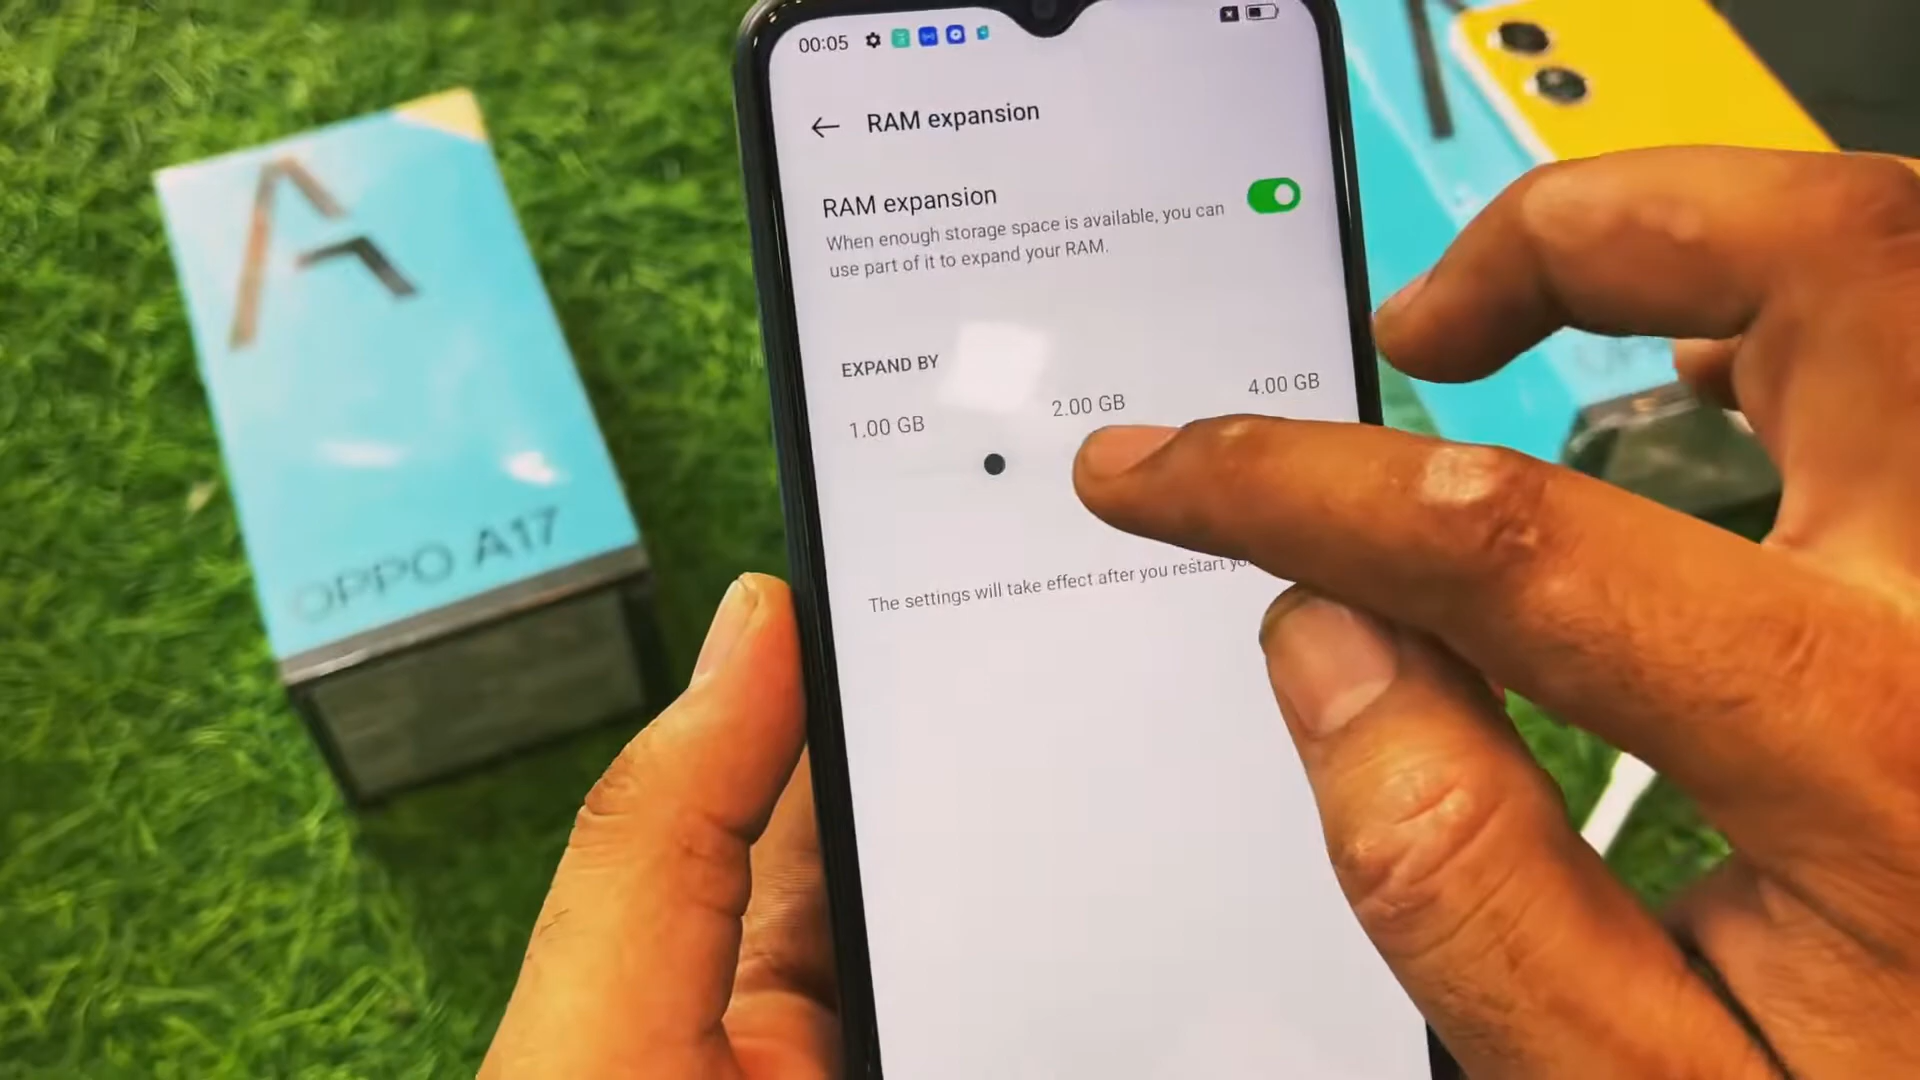 00:05
RAM expansion
RAM expansion
When enough storage space is available, you can
use part of it to expand your RAM.
EXPAND BY
1.00 GB
2.00 GB
4.00 GB
The settings will take effect after you restart
OPPO A17